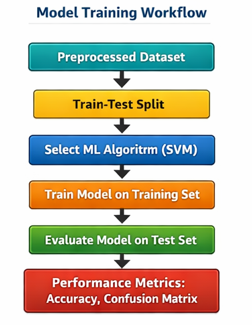 Model Training Workflow
Preprocessed Dataset
Train-Test Split
Select ML Algoritrm (SVM)
Train Model on Training Set
Evaluate Model on Test Set
Performance Metrics:
Accuracy, Confusion Matrix